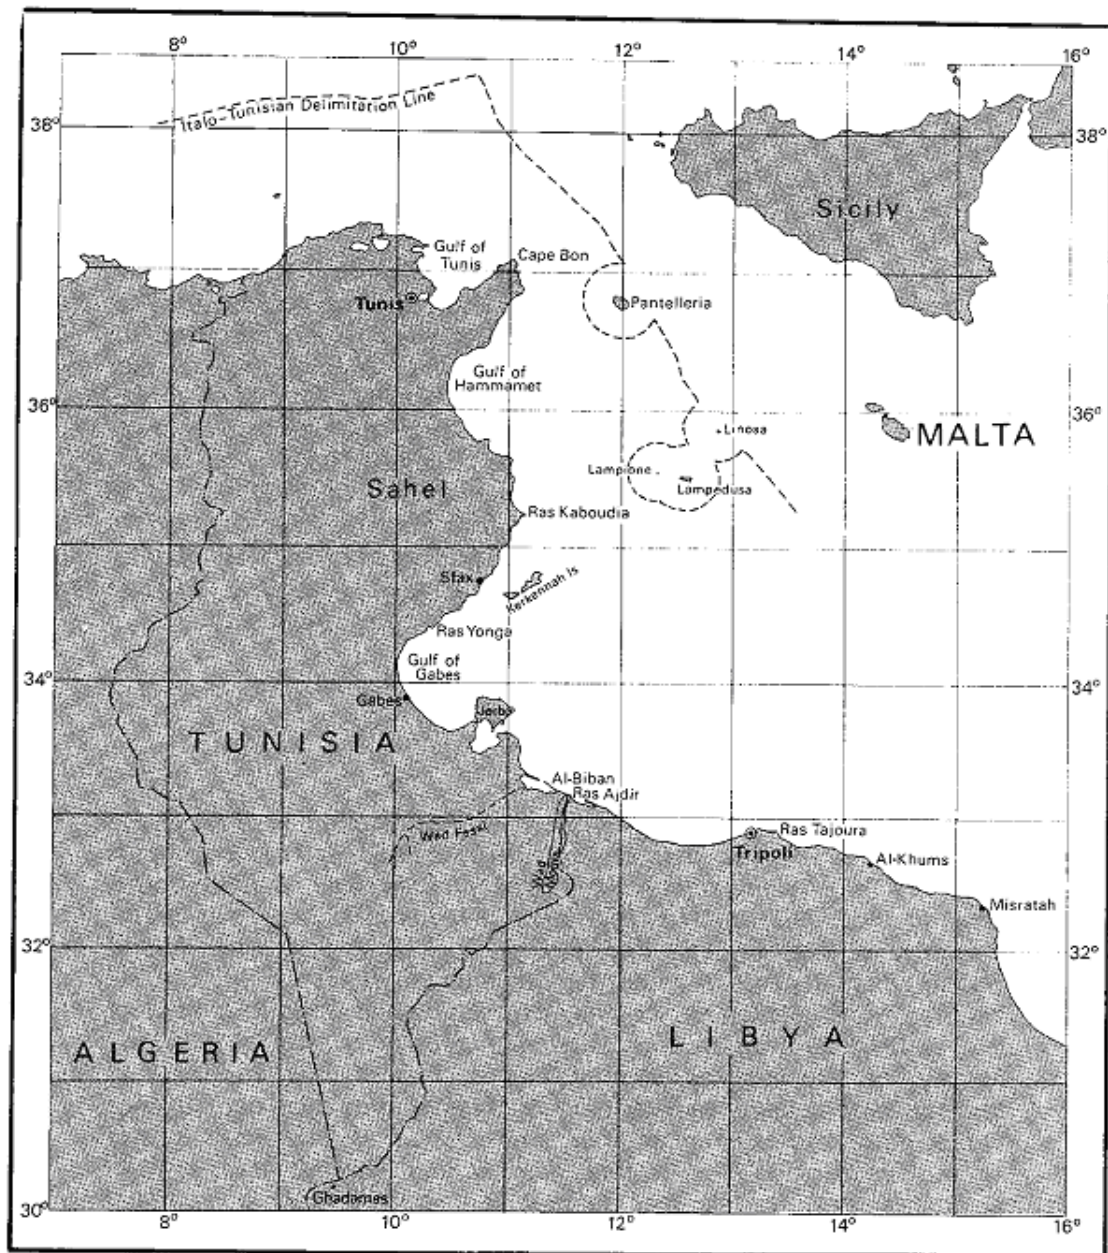 8° 10° 12° 14° 16°
Italo-Tunisian Delimitation Line
38° 38°
Sicily
Gulf of
Tunis
Cape Bon
Tunis
Pantelleria
Gulf of
Hammamet
36° 36°
Linosa
MALTA
Lampione
Lampedusa
Sahel
Ras Kaboudia
Sfax
Kerkennah Is
Ras Yonga
Gulf of
Gabes
34° 34°
Gabes
Jerba
TUNISIA
Al-Biban
Ras Ajdir
Wad Fessi
Ras Tajoura
Tripoli
Wad
Al-Khums
Misratah
32° 32°
ALGERIA
LIBYA
Ghadames
30°
8° 10° 12° 14° 16°